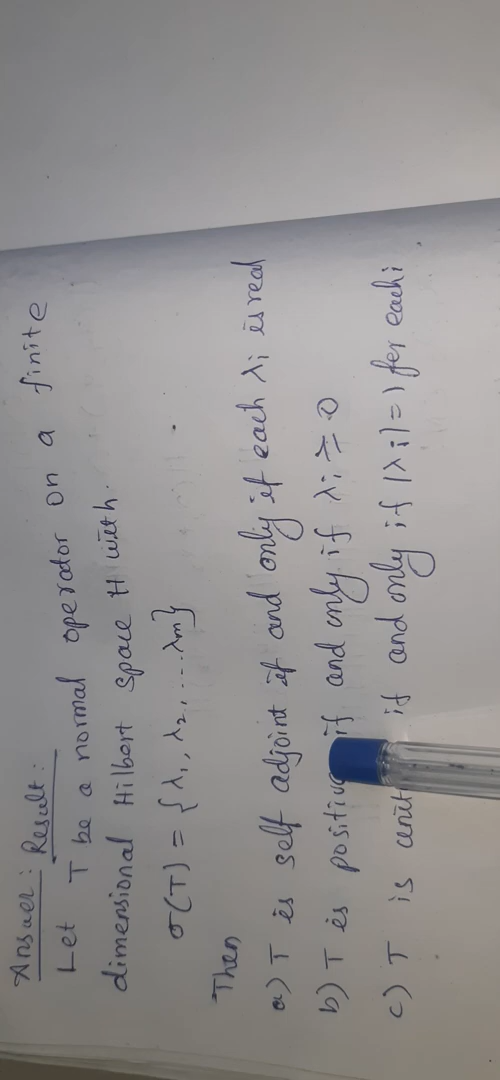 Answer: Result:
Let T be a normal operator on a finite
dimensional Hilbert space H with.
σ(T) = {λ1, λ2, ....λm}
Then
a) T is self adjoint if and only if each λi is real
b) T is positive if and only if λi ≥ 0
c) T is if and only if |λi| = 1 for each i